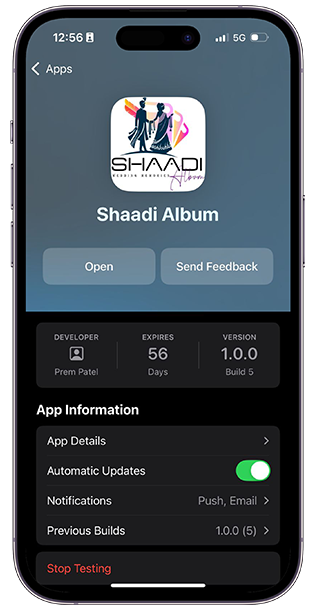 12:56
5G
Apps
SHAADI
WEDDING MEMORIES
Album
Shaadi Album
Open
Send Feedback
DEVELOPER
EXPIRES
VERSION
56
1.0.0
Prem Patel
Days
Build 5
App Information
App Details
Automatic Updates
Notifications
Push, Email
Previous Builds
1.0.0 (5)
Stop Testing